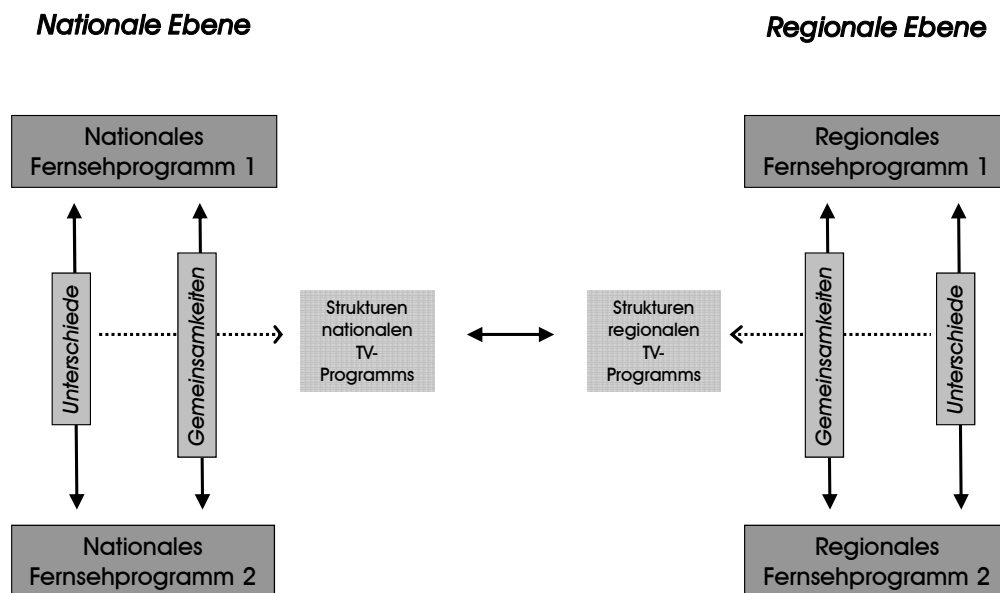 Nationale Ebene
Regionale Ebene
Nationales
Fernsehprogramm 1
Regionales
Fernsehprogramm 1
Unterschiede
Gemeinsamkeiten
Strukturen
nationalen
TV-
Programms
Strukturen
regionalen
TV-
Programms
Gemeinsamkeiten
Unterschiede
Nationales
Fernsehprogramm 2
Regionales
Fernsehprogramm 2